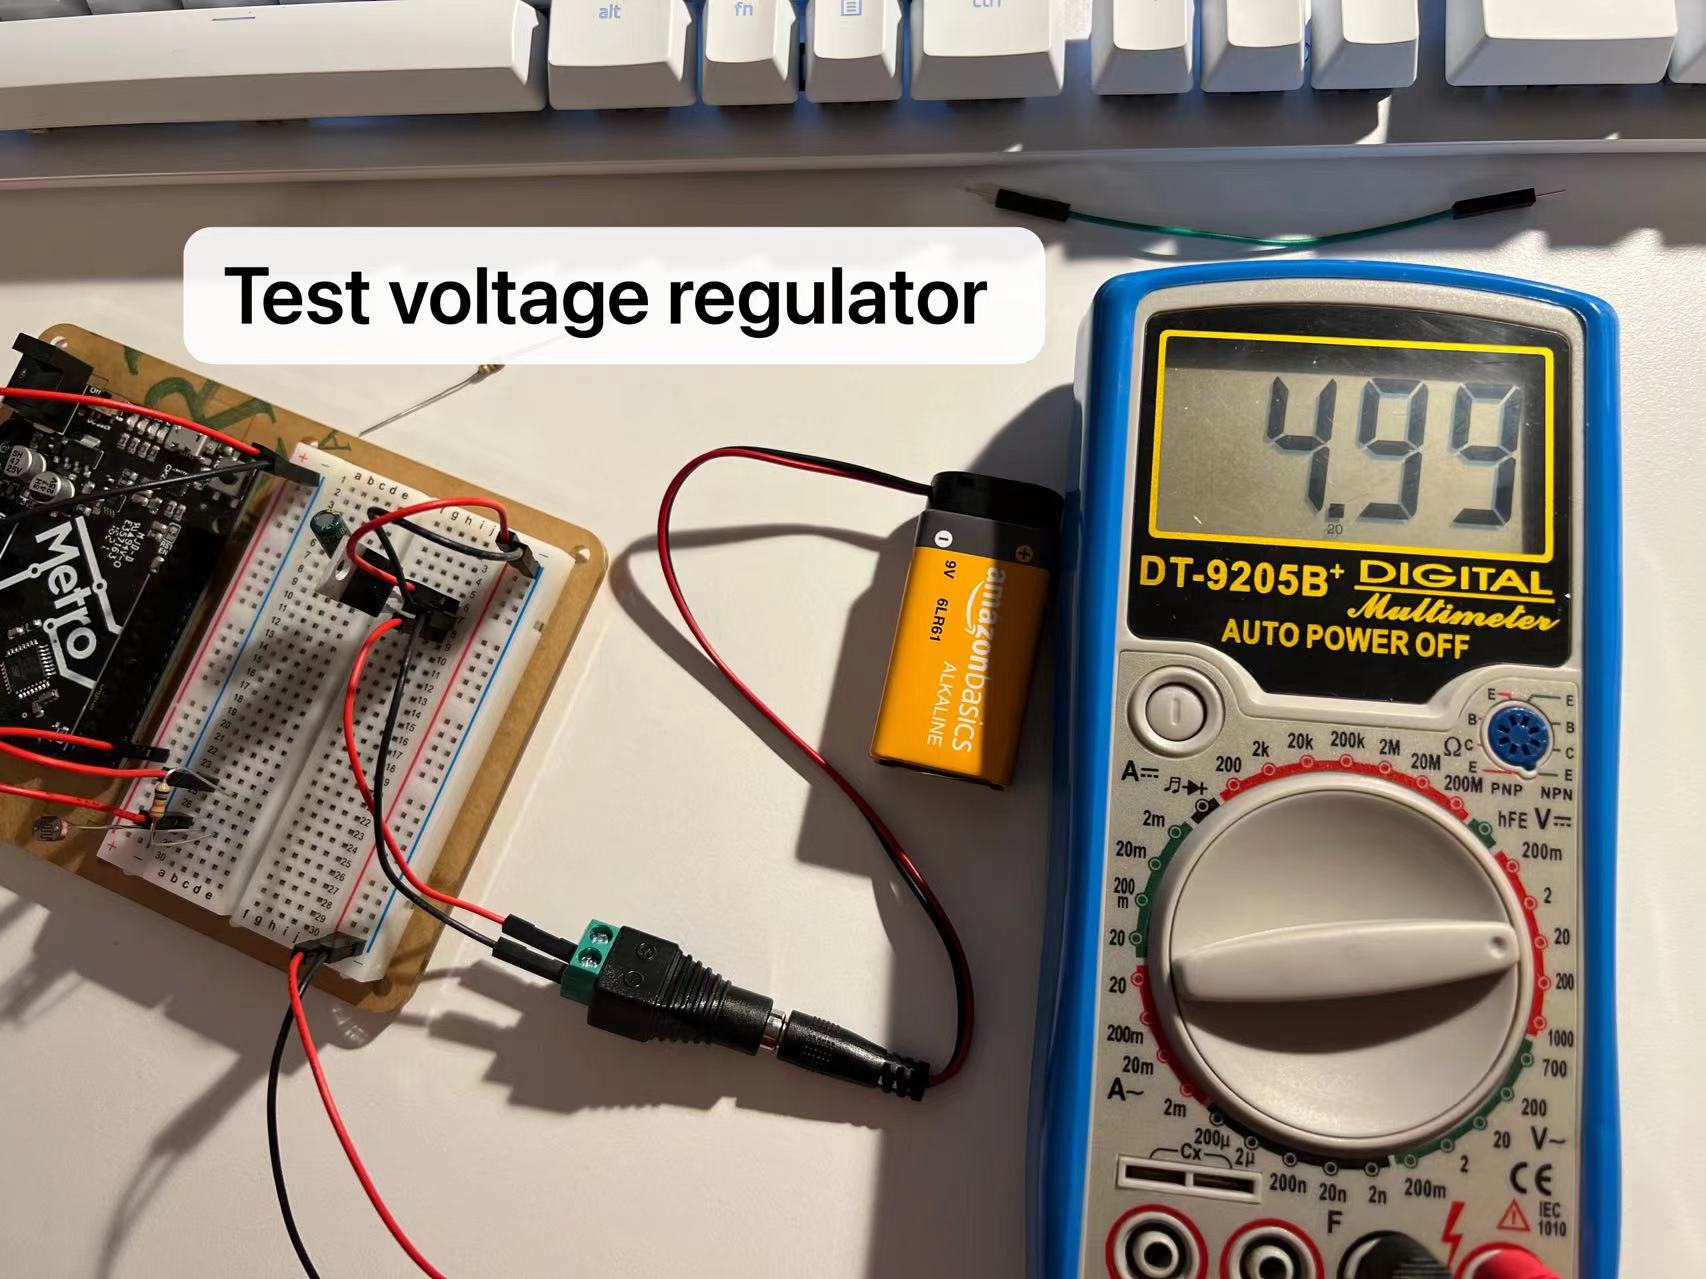 alt
fn
ctrl
Test voltage regulator
Metro
+
−
a b c d e
f g h i j
9V
6LR61
amazonbasics
ALKALINE
4.99
20
DT-9205B+ DIGITAL
Multimeter
AUTO POWER OFF
E
E
B
B
C
C
E
E
PNP
NPN
hFE
Ω
200
2k
20k
200k
2M
20M
200M
V⎓
200m
2
20
200
1000
700
200
20
V~
2
200m
A⎓
2m
20m
200
m
20
20
200m
20m
A~
2m
200µ
2µ
200n
20n
2n
Cx
F
CE
IEC
1010